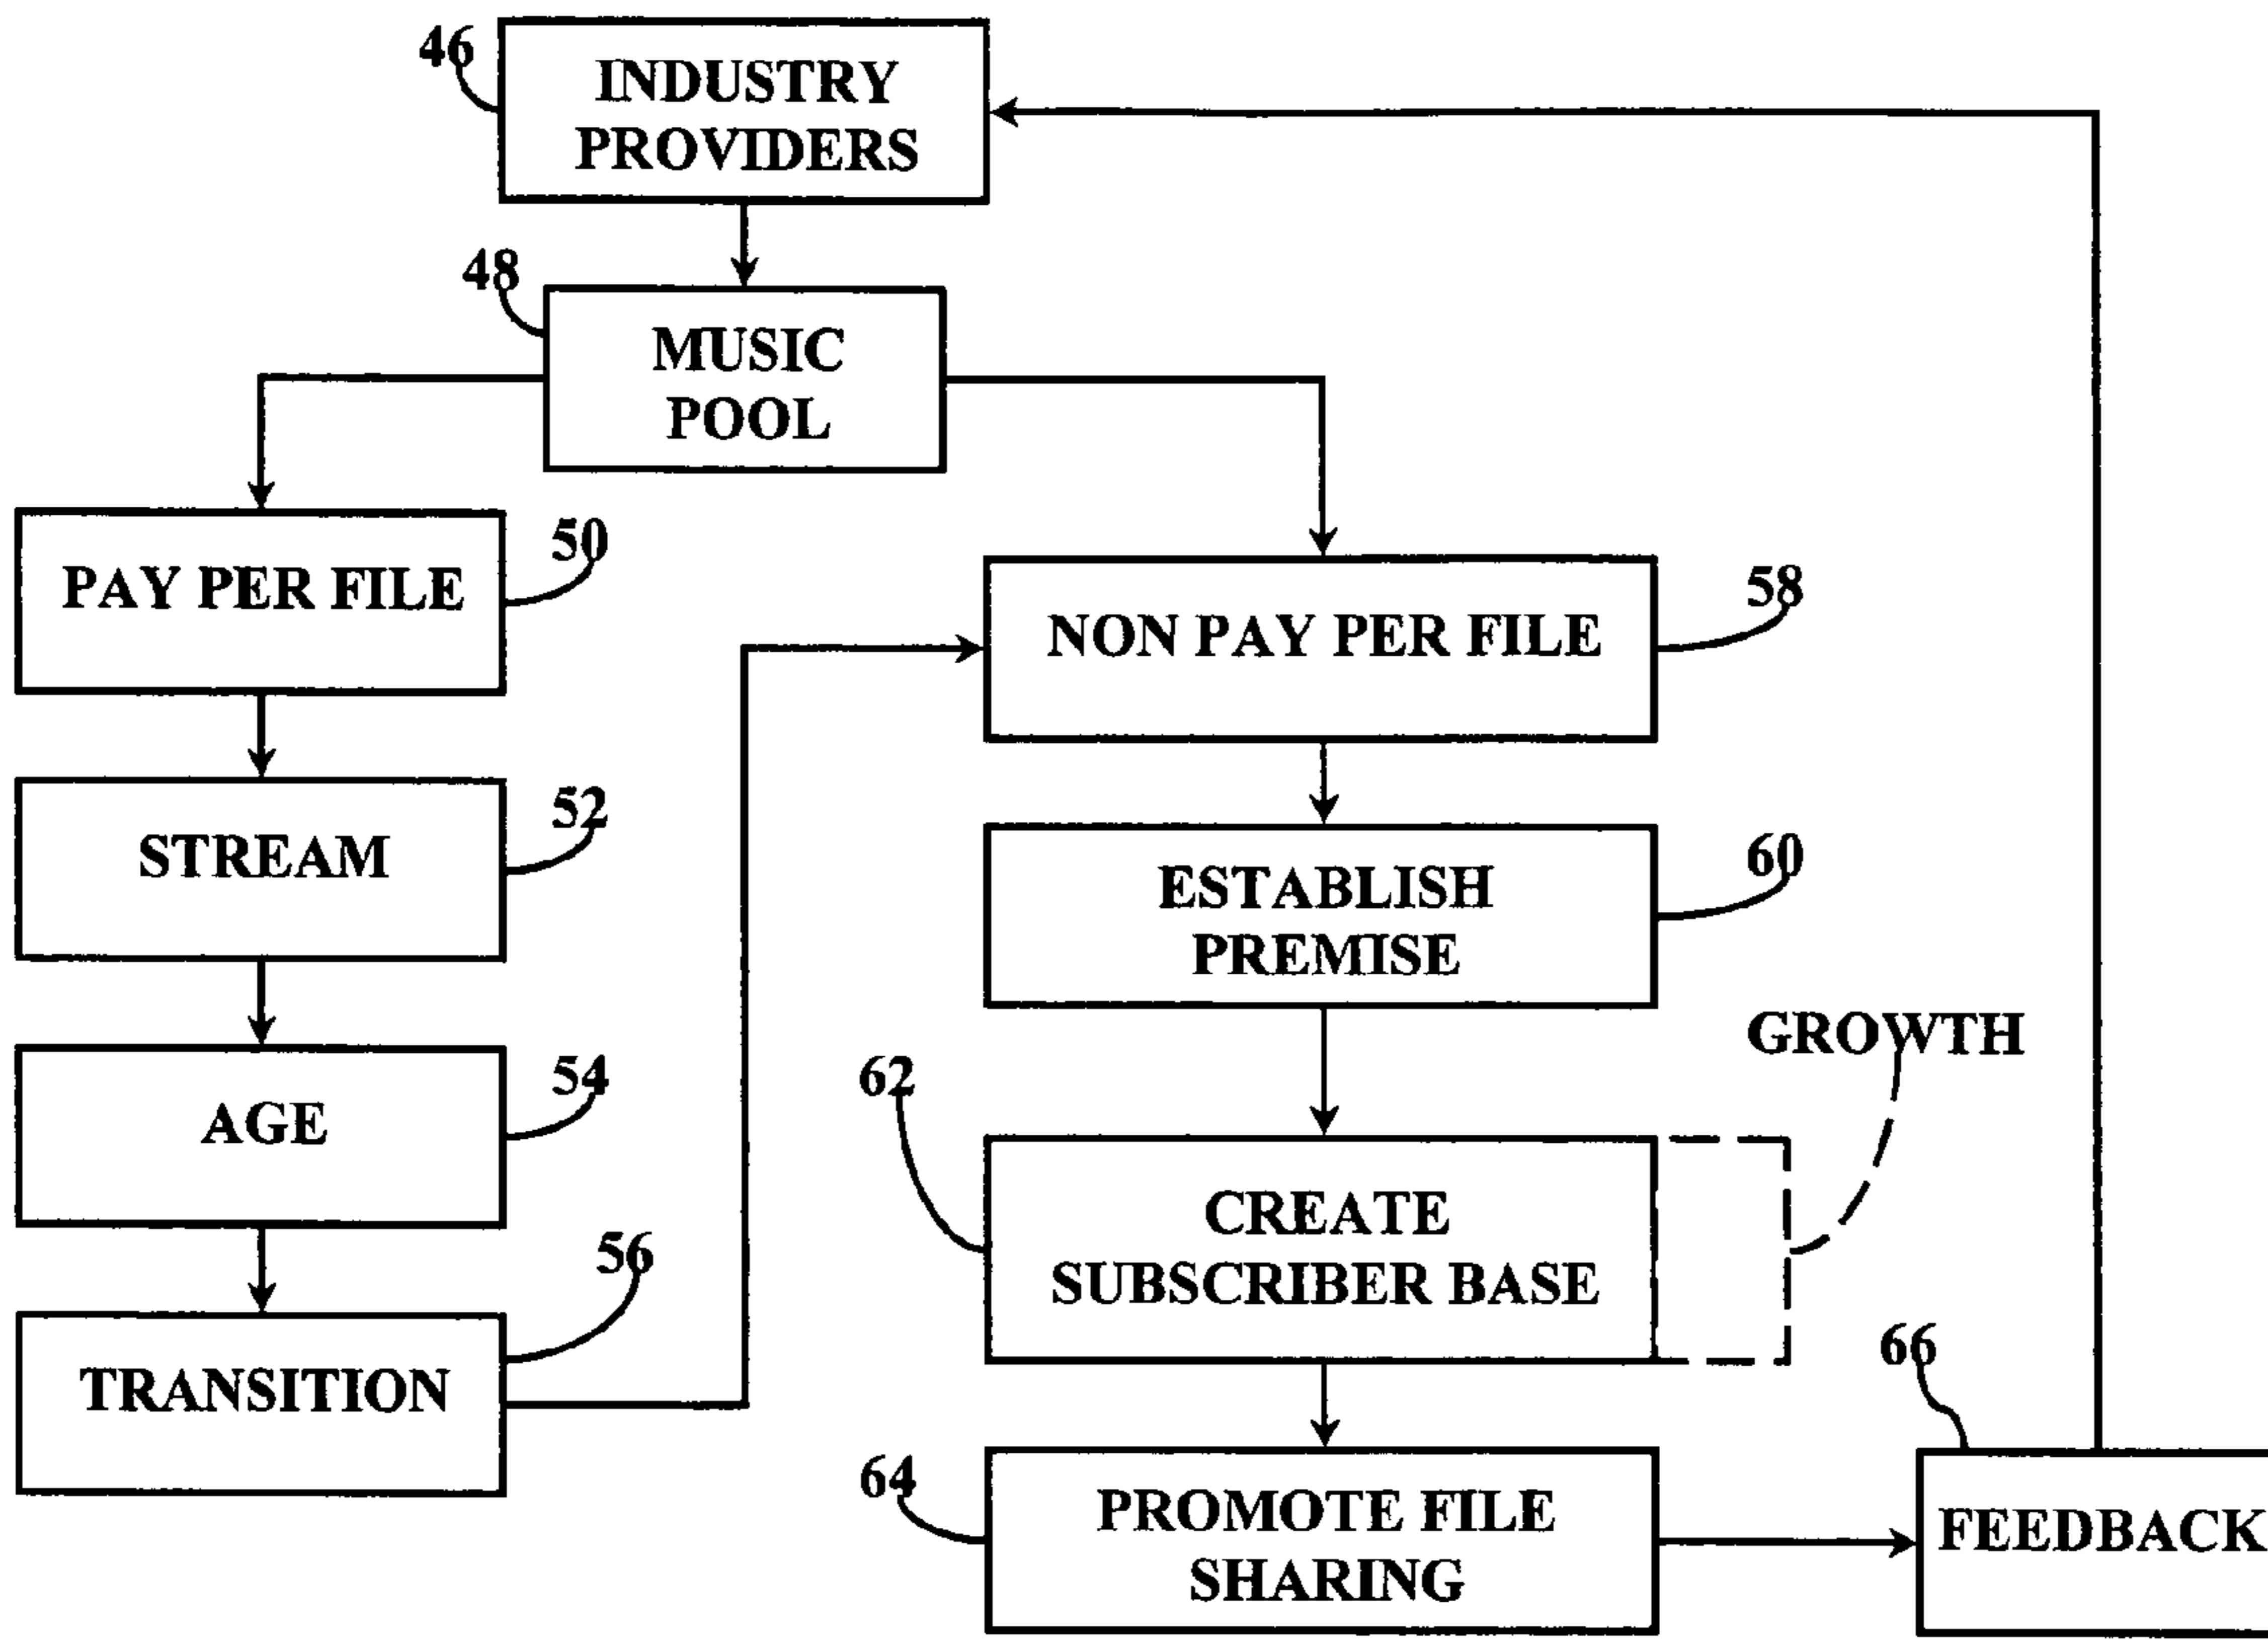 46
INDUSTRY
PROVIDERS
48
MUSIC
POOL
PAY PER FILE
50
STREAM
52
AGE
54
TRANSITION
56
NON PAY PER FILE
58
ESTABLISH
PREMISE
60
GROWTH
62
CREATE
SUBSCRIBER BASE
64
PROMOTE FILE
SHARING
66
FEEDBACK